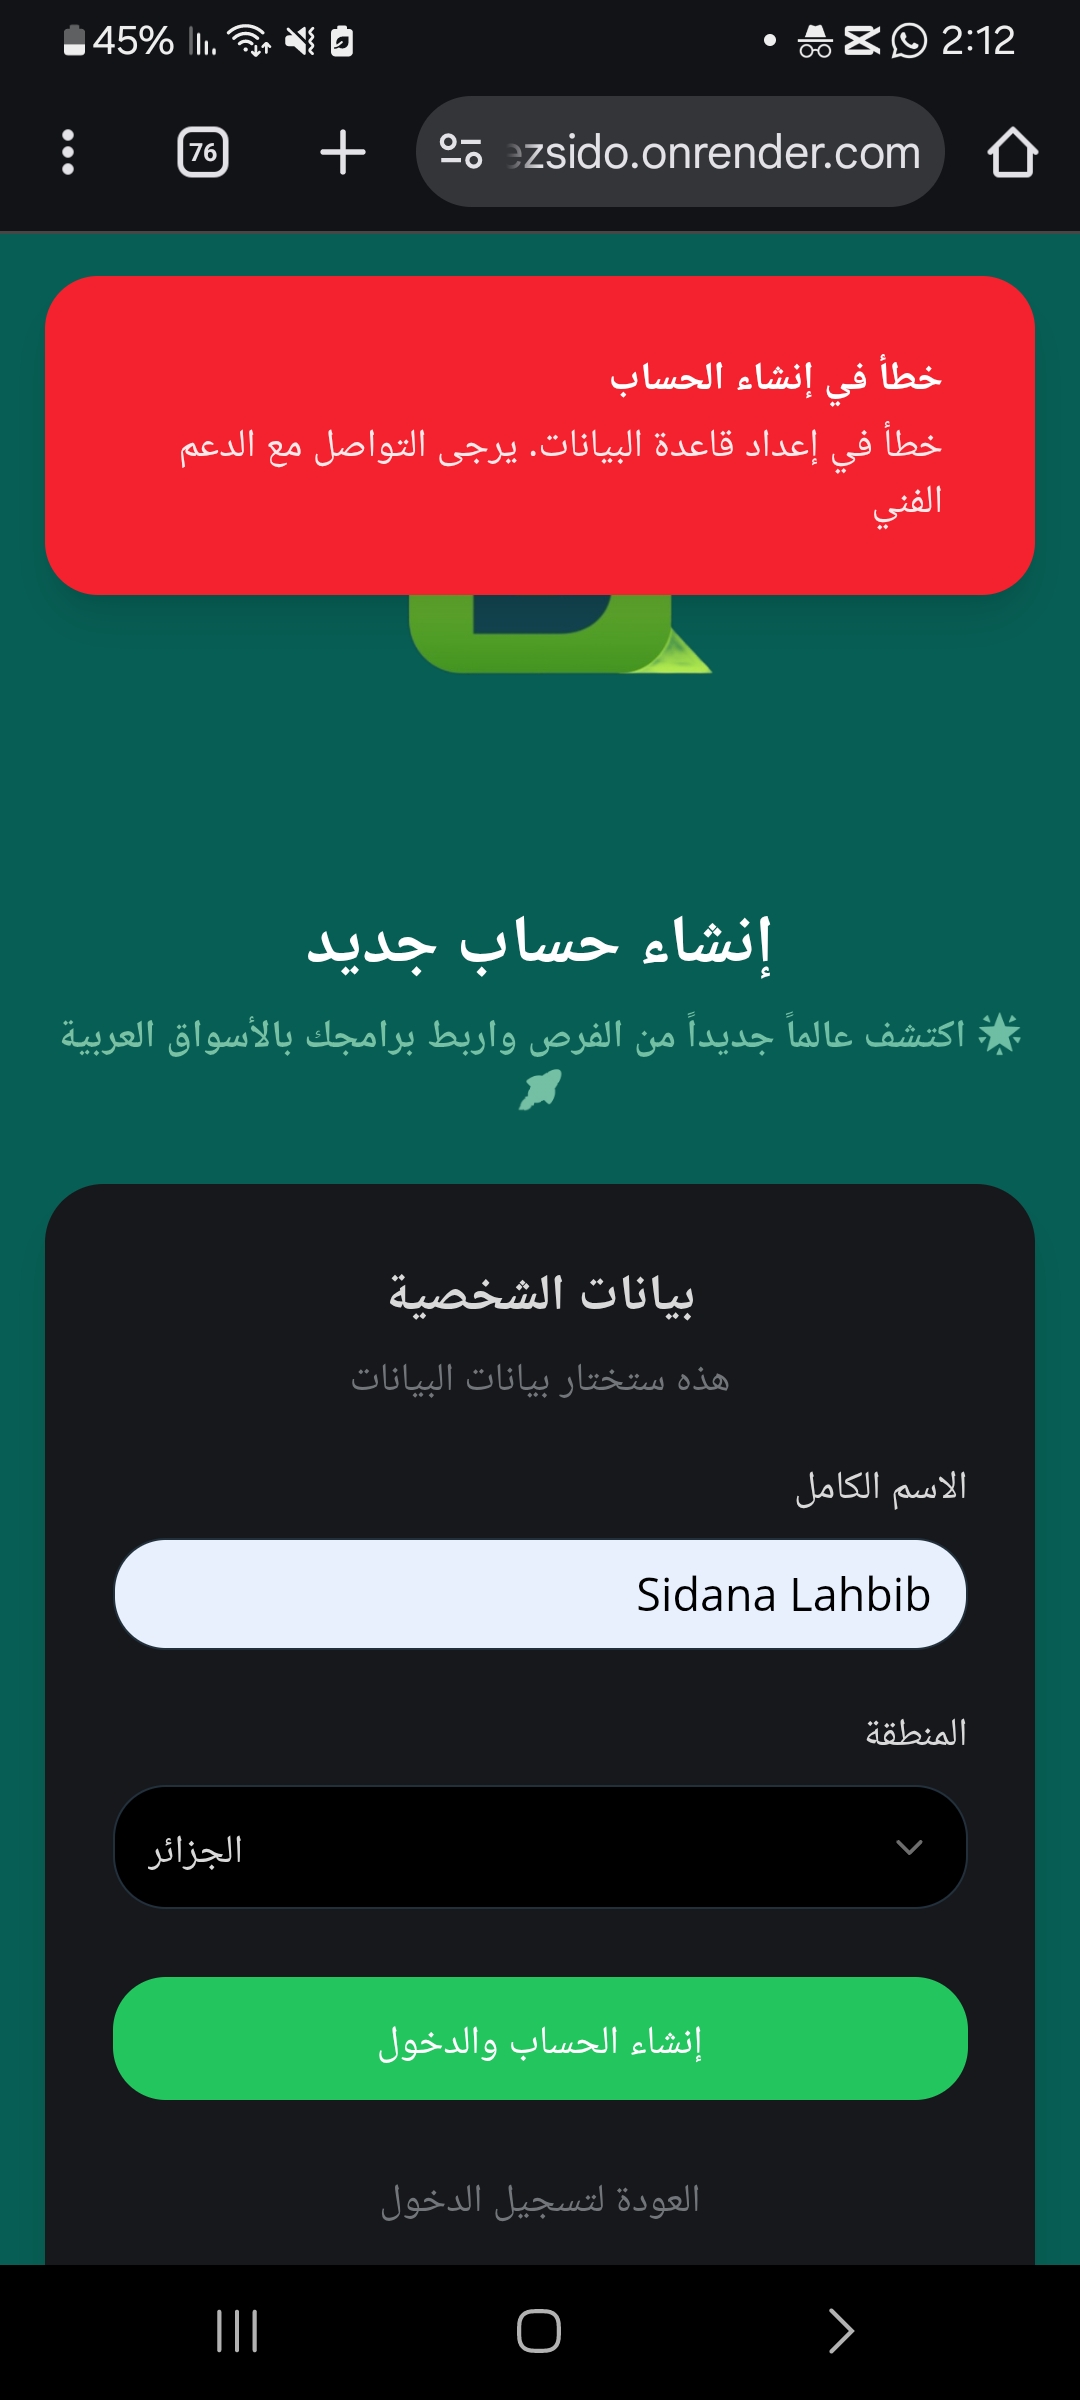 45%
2:12
76
ezsido.onrender.com
خطأ في إنشاء الحساب
خطأ في إعداد قاعدة البيانات. يرجى التواصل مع الدعم
الفني
إنشاء حساب جديد
🌟 اكتشف عالماً جديداً من الفرص واربط برامجك بالأسواق العربية
🚀
بيانات الشخصية
هذه ستختار بيانات البيانات
الاسم الكامل
Sidana Lahbib
المنطقة
الجزائر
إنشاء الحساب والدخول
العودة لتسجيل الدخول